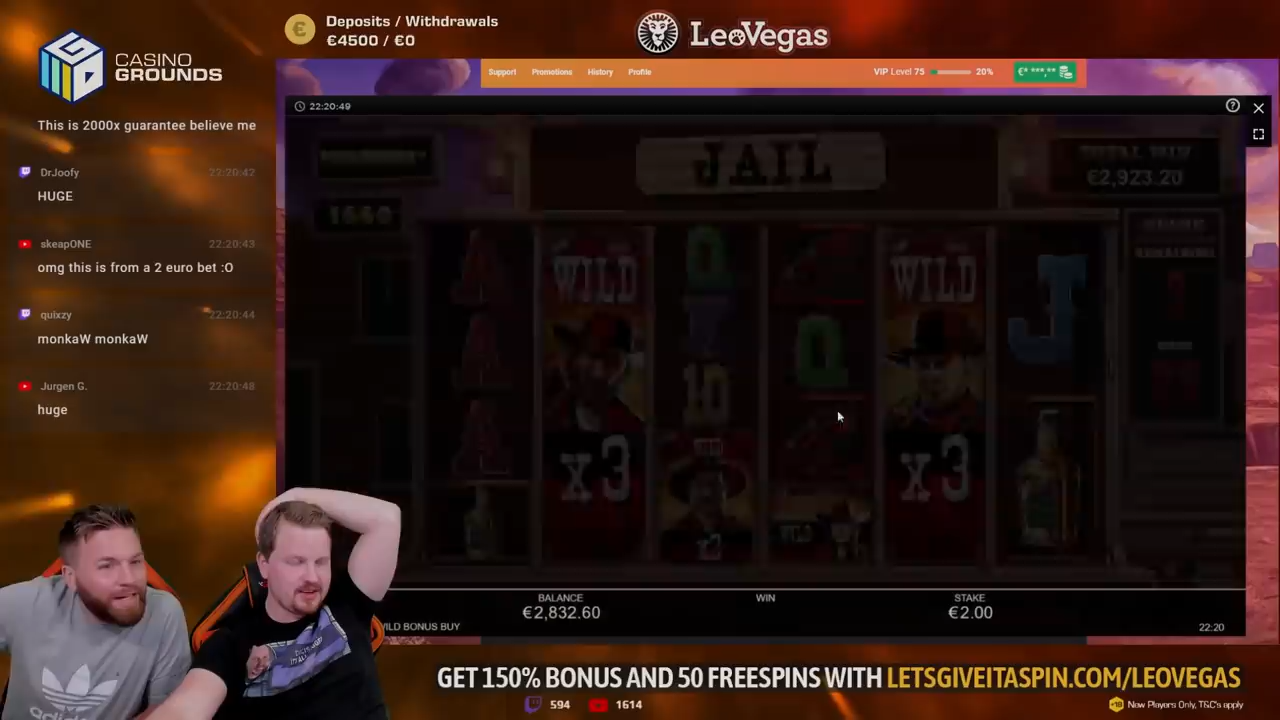 Deposits / Withdrawals
€4500 / €0
LeoVegas
CASINO
GROUNDS
Support Promotions History Profile
VIP Level 75 20% €* ***,**
This is 2000x guarantee believe me
22:20:49
DrJoofy 22:20:42
HUGE
skeapONE 22:20:43
omg this is from a 2 euro bet :O
quixzy 22:20:44
monkaW monkaW
Jurgen G. 22:20:48
huge
JAIL
TOTAL WIN
€2,923.20
WILD
Q
WILD
J
A
A
Q
10
A
x3
x3
WILD
BALANCE WIN STAKE
€2,832.60 €2.00
ILD BONUS BUY
22:20
GET 150% BONUS AND 50 FREESPINS WITH LETSGIVEITASPIN.COM/LEOVEGAS
594 1614
+18 New Players Only, T&C's apply
adidas